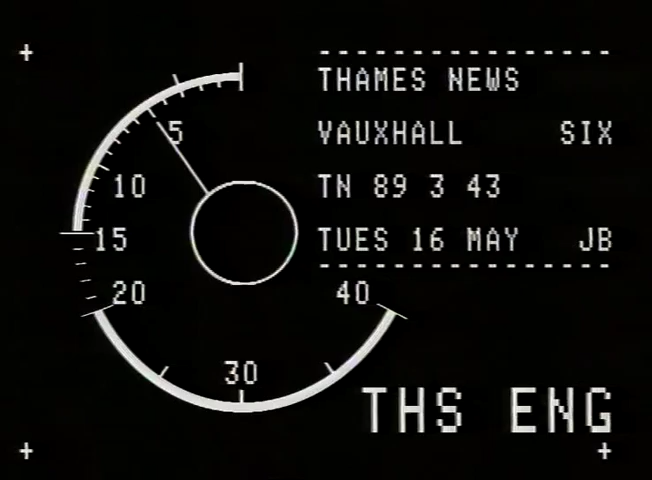 THAMES NEWS
VAUXHALL SIX
TN 89 3 43
TUES 16 MAY JB
5
10
15
20
30
40
THS ENG